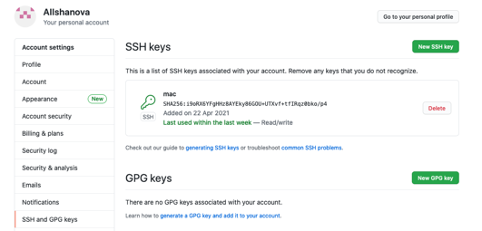 Allshanova
Your personal account
Go to your personal profile
Account settings
Profile
Account
Appearance New
Account security
Billing & plans
Security log
Security & analysis
Emails
Notifications
SSH and GPG keys
SSH keys
New SSH key
This is a list of SSH keys associated with your account. Remove any keys that you do not recognize.
mac
SHA256:i9oRX6YFgHHz8AYEky86GOU+UTXvf+tfIRqz0bko/p4
Added on 22 Apr 2021
Last used within the last week — Read/write
SSH
Delete
Check out our guide to generating SSH keys or troubleshoot common SSH problems.
GPG keys
New GPG key
There are no GPG keys associated with your account.
Learn how to generate a GPG key and add it to your account.